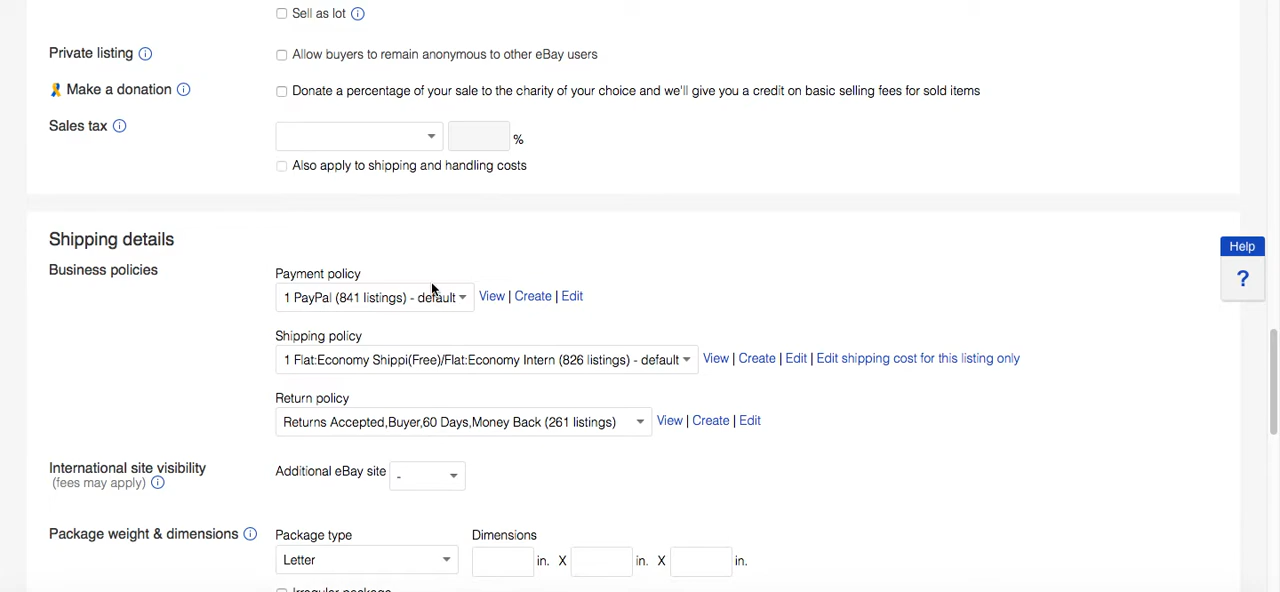 Sell as lot
Private listing
Allow buyers to remain anonymous to other eBay users
Make a donation
Donate a percentage of your sale to the charity of your choice and we'll give you a credit on basic selling fees for sold items
Sales tax
%
Also apply to shipping and handling costs
Shipping details
Business policies
Payment policy
1 PayPal (841 listings) - default View | Create | Edit
Shipping policy
1 Flat:Economy Shippi(Free)/Flat:Economy Intern (826 listings) - default View | Create | Edit | Edit shipping cost for this listing only
Return policy
Returns Accepted,Buyer,60 Days,Money Back (261 listings) View | Create | Edit
International site visibility
(fees may apply)
Additional eBay site -
Package weight & dimensions
Package type Dimensions
Letter in. X in. X in.
Irregular package
Help
?